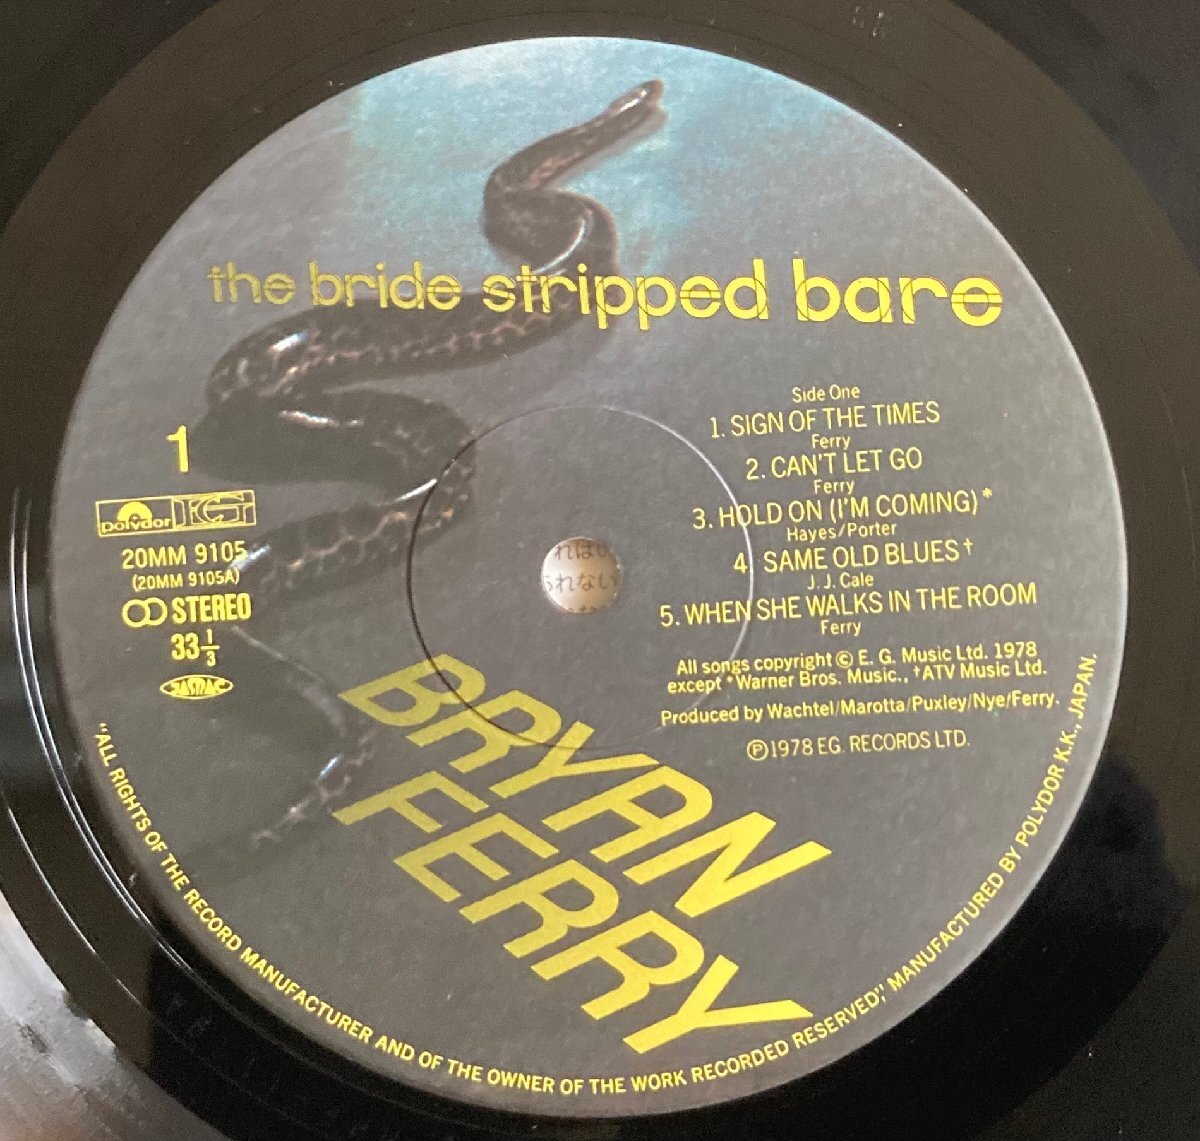 the bride stripped bare
Side One
1. SIGN OF THE TIMES
Ferry
2. CAN'T LET GO
Ferry
3. HOLD ON (I'M COMING)*
Hayes/Porter
4 SAME OLD BLUES†
J. J. Cale
5. WHEN SHE WALKS IN THE ROOM
Ferry
All songs copyright © E. G. Music Ltd. 1978
except *Warner Bros. Music., †ATV Music Ltd.
Produced by Wachtel/Marotta/Puxley/Nye/Ferry.
℗1978 EG. RECORDS LTD.
1
Polydor EG
20MM 9105
(20MM 9105A)
STEREO
33 1/3
JASRAC
れない
BRYAN
FERRY
"ALL RIGHTS OF THE RECORD MANUFACTURER AND OF THE OWNER OF THE WORK RECORDED RESERVED", MANUFACTURED BY POLYDOR K.K., JAPAN.